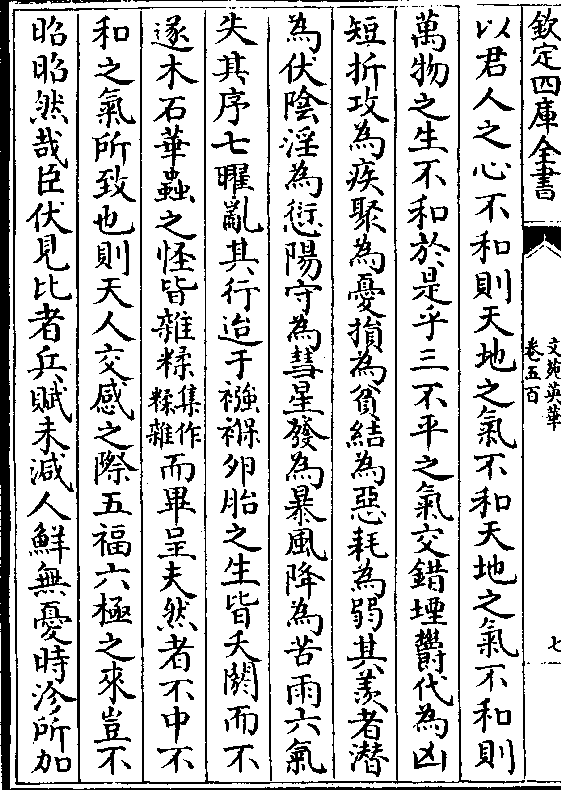 欽定四庫全書
文苑英華
卷五百
七
以君人之心不和則天地之氣不和天地之氣不和則
萬物之生不和於是乎三不平之氣交錯堙鬱代為凶
短折攻為疾聚為憂損為貧結為惡耗為弱其羨者潜
為伏陰淫為愆陽守為彗星發為暴風降為苦雨六氣
失其序七曜亂其行迨于襁褓卵胎之生皆夭閼而不
遂木石華蟲之怪皆雜糅集作糅雜而畢呈夫然者不中不
和之氣所致也則天人交感之際五福六極之來豈不
昭昭然哉臣伏見比者兵賦未減人鮮無憂時沴所加